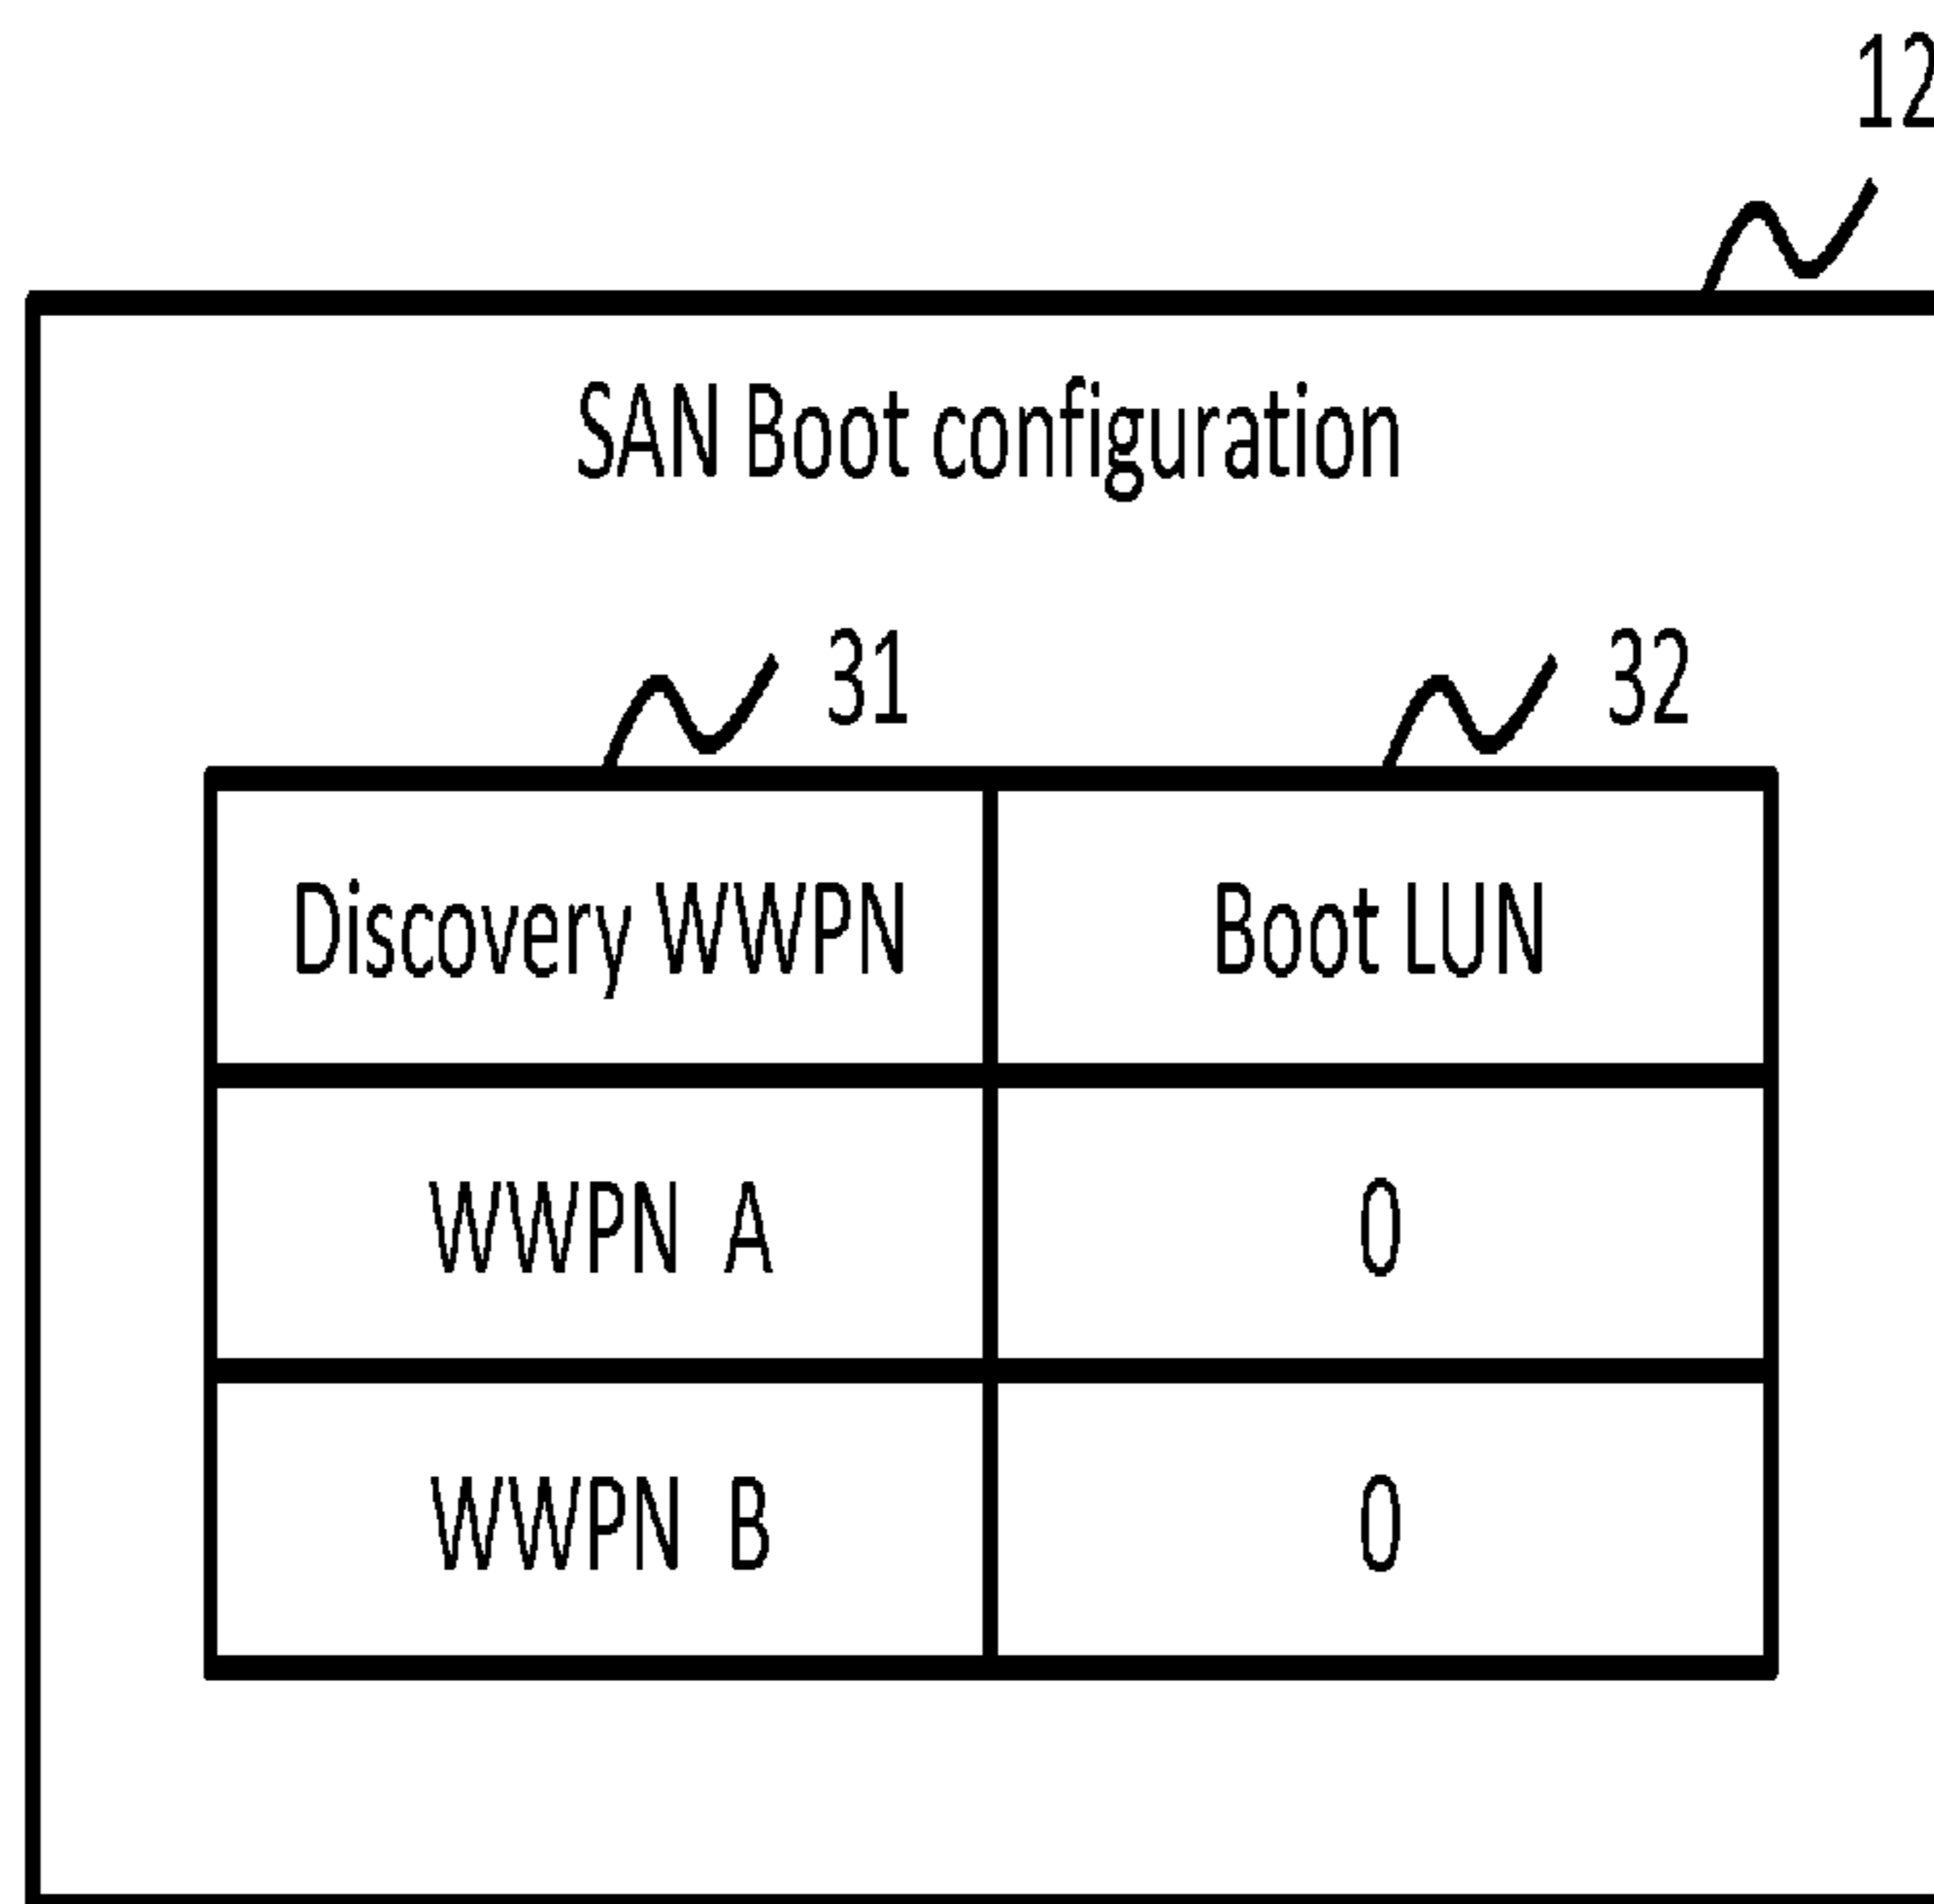 12
SAN Boot configuration
31 32
Discovery WWPN Boot LUN
WWPN A 0
WWPN B 0